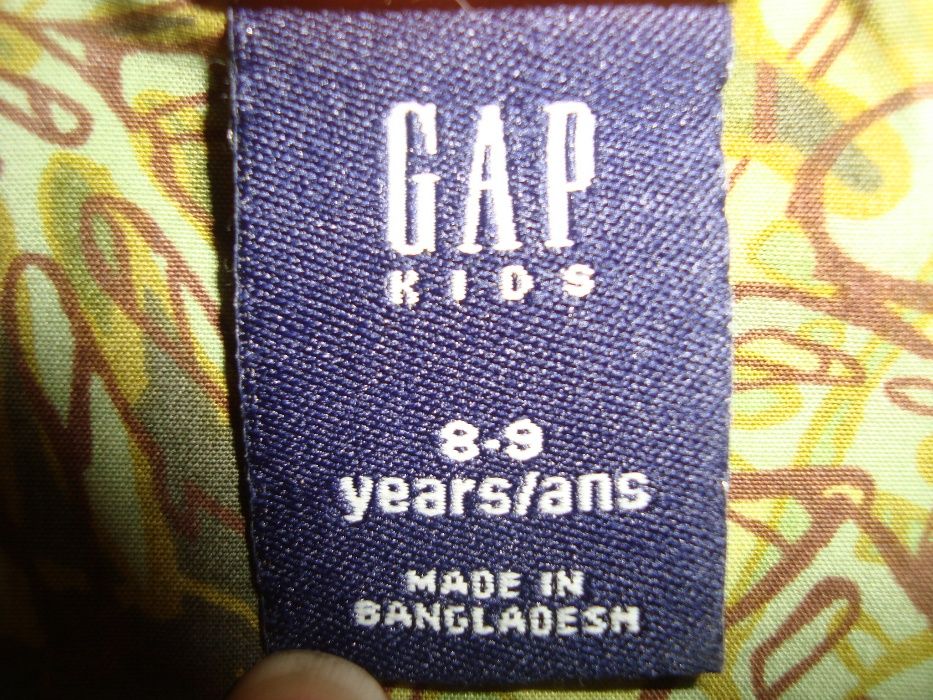 GAP
KIDS
8-9
years/ans
MADE IN
BANGLADESH